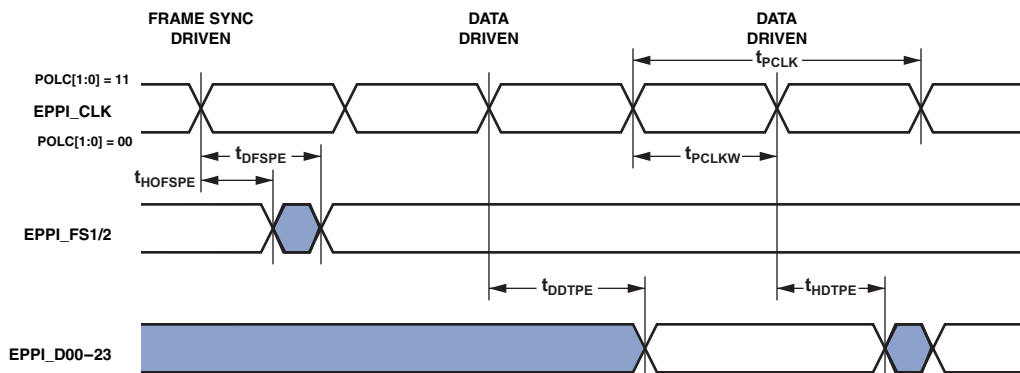 FRAME SYNC
DRIVEN
DATA
DRIVEN
DATA
DRIVEN
tPCLK
POLC[1:0] = 11
EPPI_CLK
POLC[1:0] = 00
tDFSPE
tPCLKW
tHOFSPE
EPPI_FS1/2
tDDTPE
tHDTPE
EPPI_D00–23